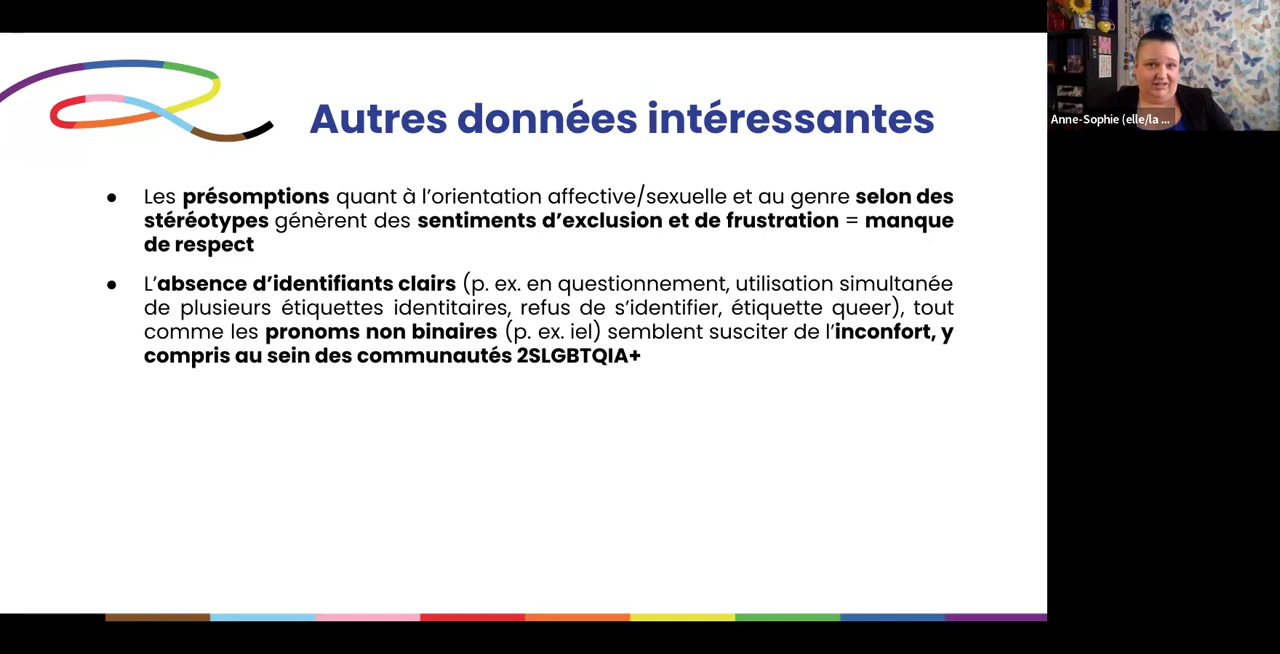 Autres données intéressantes
● Les présomptions quant à l’orientation affective/sexuelle et au genre selon des
stéréotypes génèrent des sentiments d’exclusion et de frustration = manque
de respect
● L’absence d’identifiants clairs (p. ex. en questionnement, utilisation simultanée
de plusieurs étiquettes identitaires, refus de s’identifier, étiquette queer), tout
comme les pronoms non binaires (p. ex. iel) semblent susciter de l’inconfort, y
compris au sein des communautés 2SLGBTQIA+
Anne-Sophie (elle/la ...